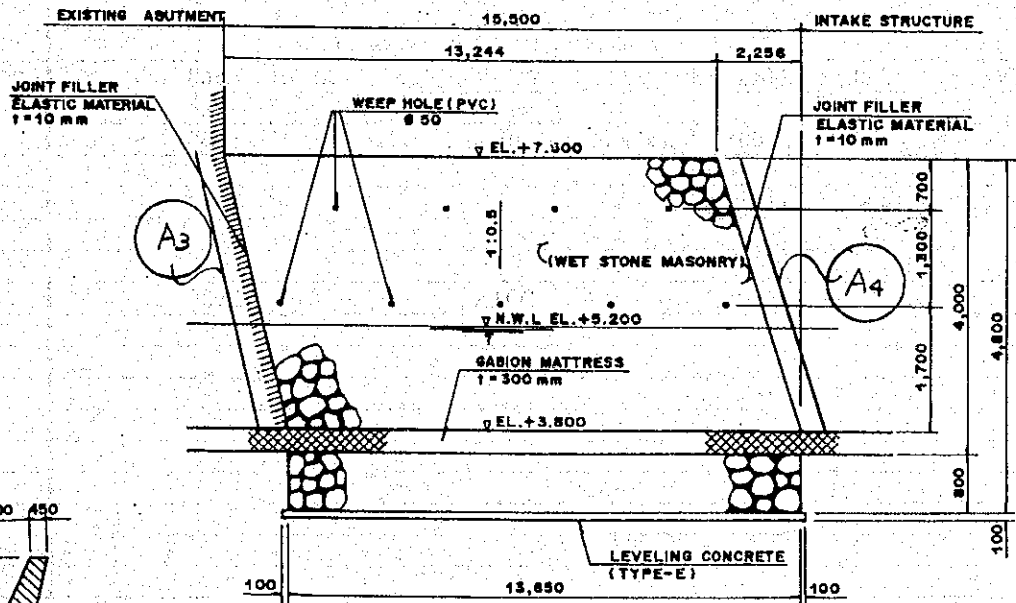 EXISTING ABUTMENT
15,500
INTAKE STRUCTURE
13,244
2,256
JOINT FILLER
ELASTIC MATERIAL
t=10 mm
WEEP HOLE (PVC)
ø 50
JOINT FILLER
ELASTIC MATERIAL
t=10 mm
EL.+7.800
700
A3
1:0.5
(WET STONE MASONRY)
1,300
A4
4,000
4,800
N.W.L EL.+5.200
GABION MATTRESS
t=300 mm
1,700
EL.+3.800
800
450
100
LEVELING CONCRETE
(TYPE-E)
100
13,650
100